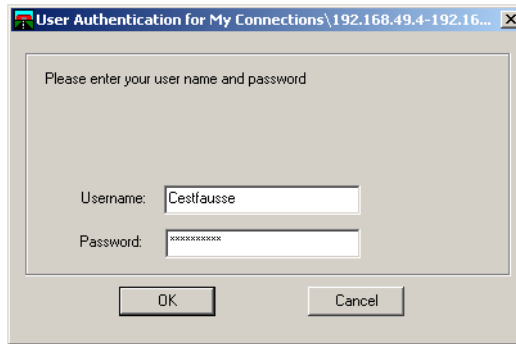 User Authentication for My Connections\192.168.49.4-192.16...
Please enter your user name and password
Username: Cestfausse
Password: **********
OK Cancel